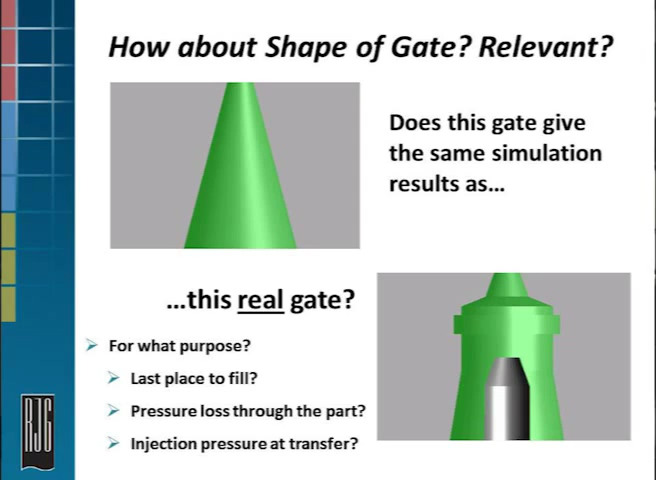 How about Shape of Gate? Relevant?
Does this gate give
the same simulation
results as...
...this real gate?
For what purpose?
Last place to fill?
Pressure loss through the part?
Injection pressure at transfer?
RJG